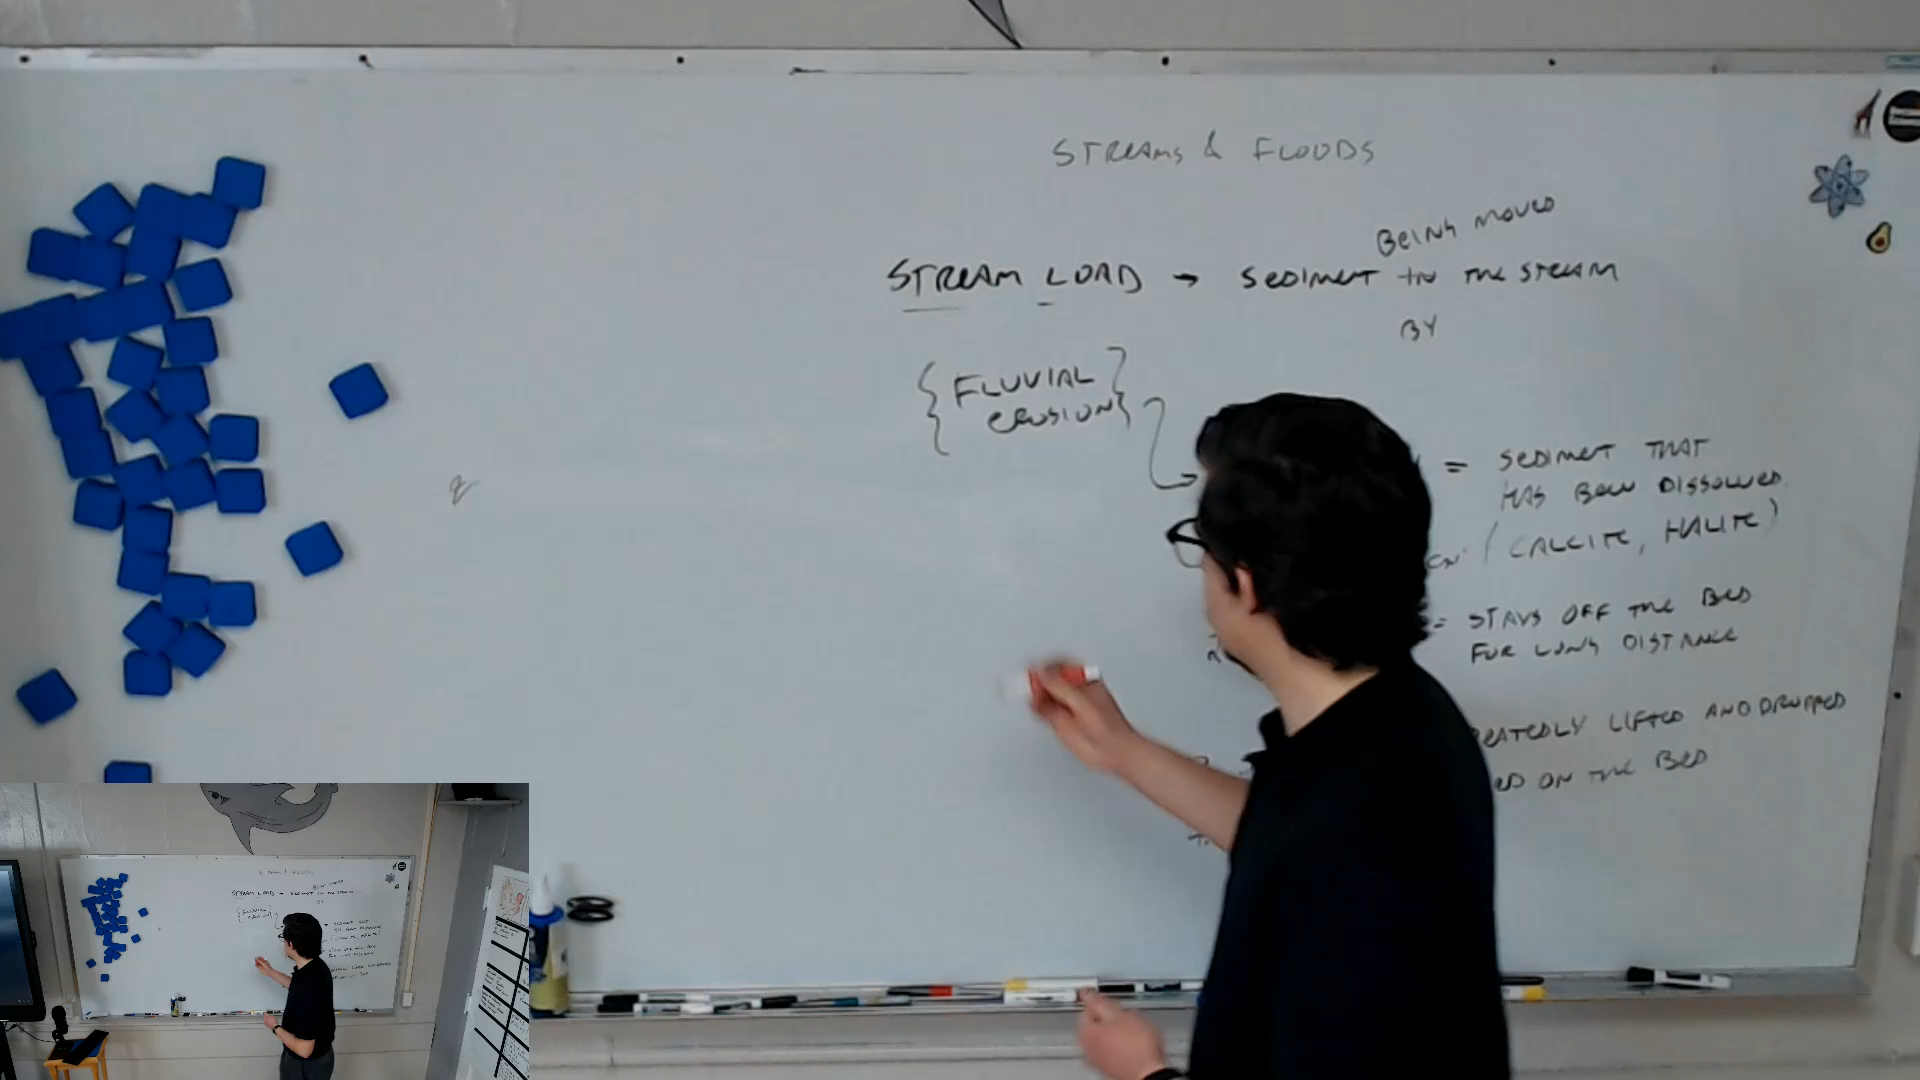 STREAMS & FLOODS
BEING MOVED
STREAM LOAD → SEDIMENT IN THE STREAM
BY
{FLUVIAL
EROSION}
= SEDIMENT THAT
HAS BEEN DISSOLVED
(CALCITE, HALITE)
= STAYS OFF THE BED
FOR LONG DISTANCE
EATEDLY LIFTED AND DROPPED
ED ON THE BED